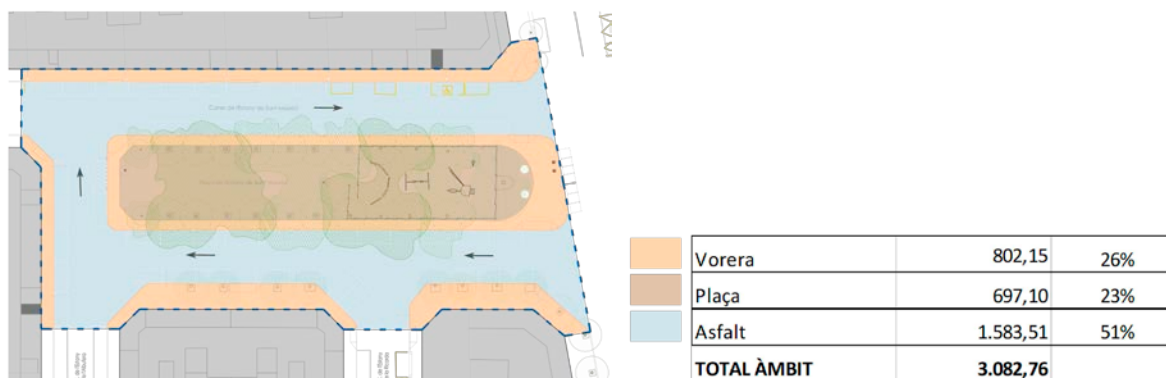 Vorera 802,15 26%
Plaça 697,10 23%
Asfalt 1.583,51 51%
TOTAL ÀMBIT 3.082,76